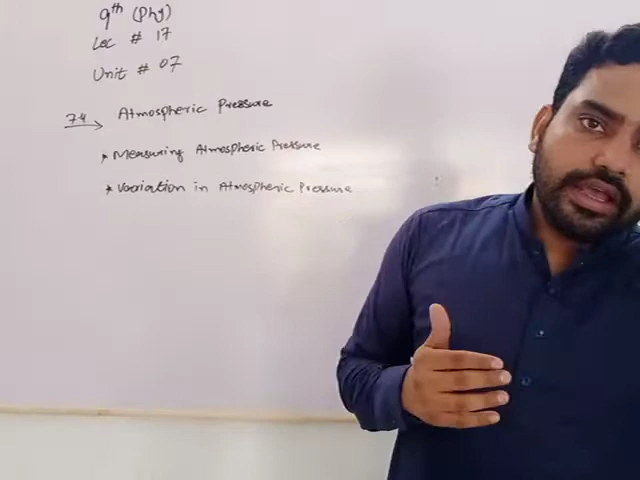 9th (Phy)
Lec # 17
Unit # 07
7.4 Atmospheric Pressure
* Measuring Atmospheric Pressure
* Variation in Atmospheric Pressure